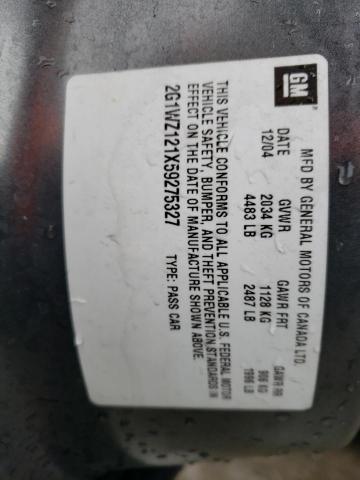 GM
MFD BY GENERAL MOTORS OF CANADA LTD.
DATE GVWR GAWR FRT GAWR RR
12/04 2034 KG 1128 KG 906 KG
4483 LB 2487 LB 1996 LB
THIS VEHICLE CONFORMS TO ALL APPLICABLE U.S. FEDERAL MOTOR
VEHICLE SAFETY, BUMPER, AND THEFT PREVENTION STANDARDS IN
EFFECT ON THE DATE OF MANUFACTURE SHOWN ABOVE.
2G1WZ121X59275327 TYPE: PASS CAR